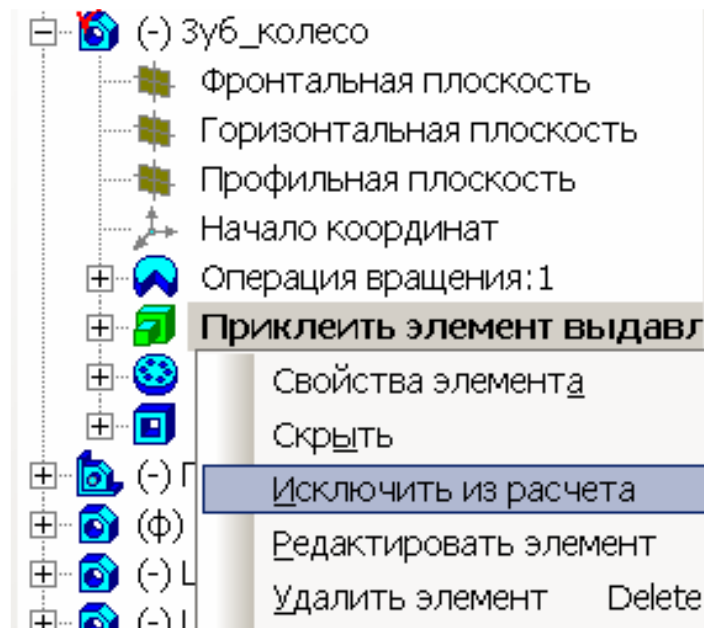 (-) Зуб_колесо
Фронтальная плоскость
Горизонтальная плоскость
Профильная плоскость
Начало координат
Операция вращения:1
Приклеить элемент выдавл
Свойства элемента
Скрыть
(-) Г
Исключить из расчета
(ф)
Редактировать элемент
(-)
Удалить элемент Delete
(-)